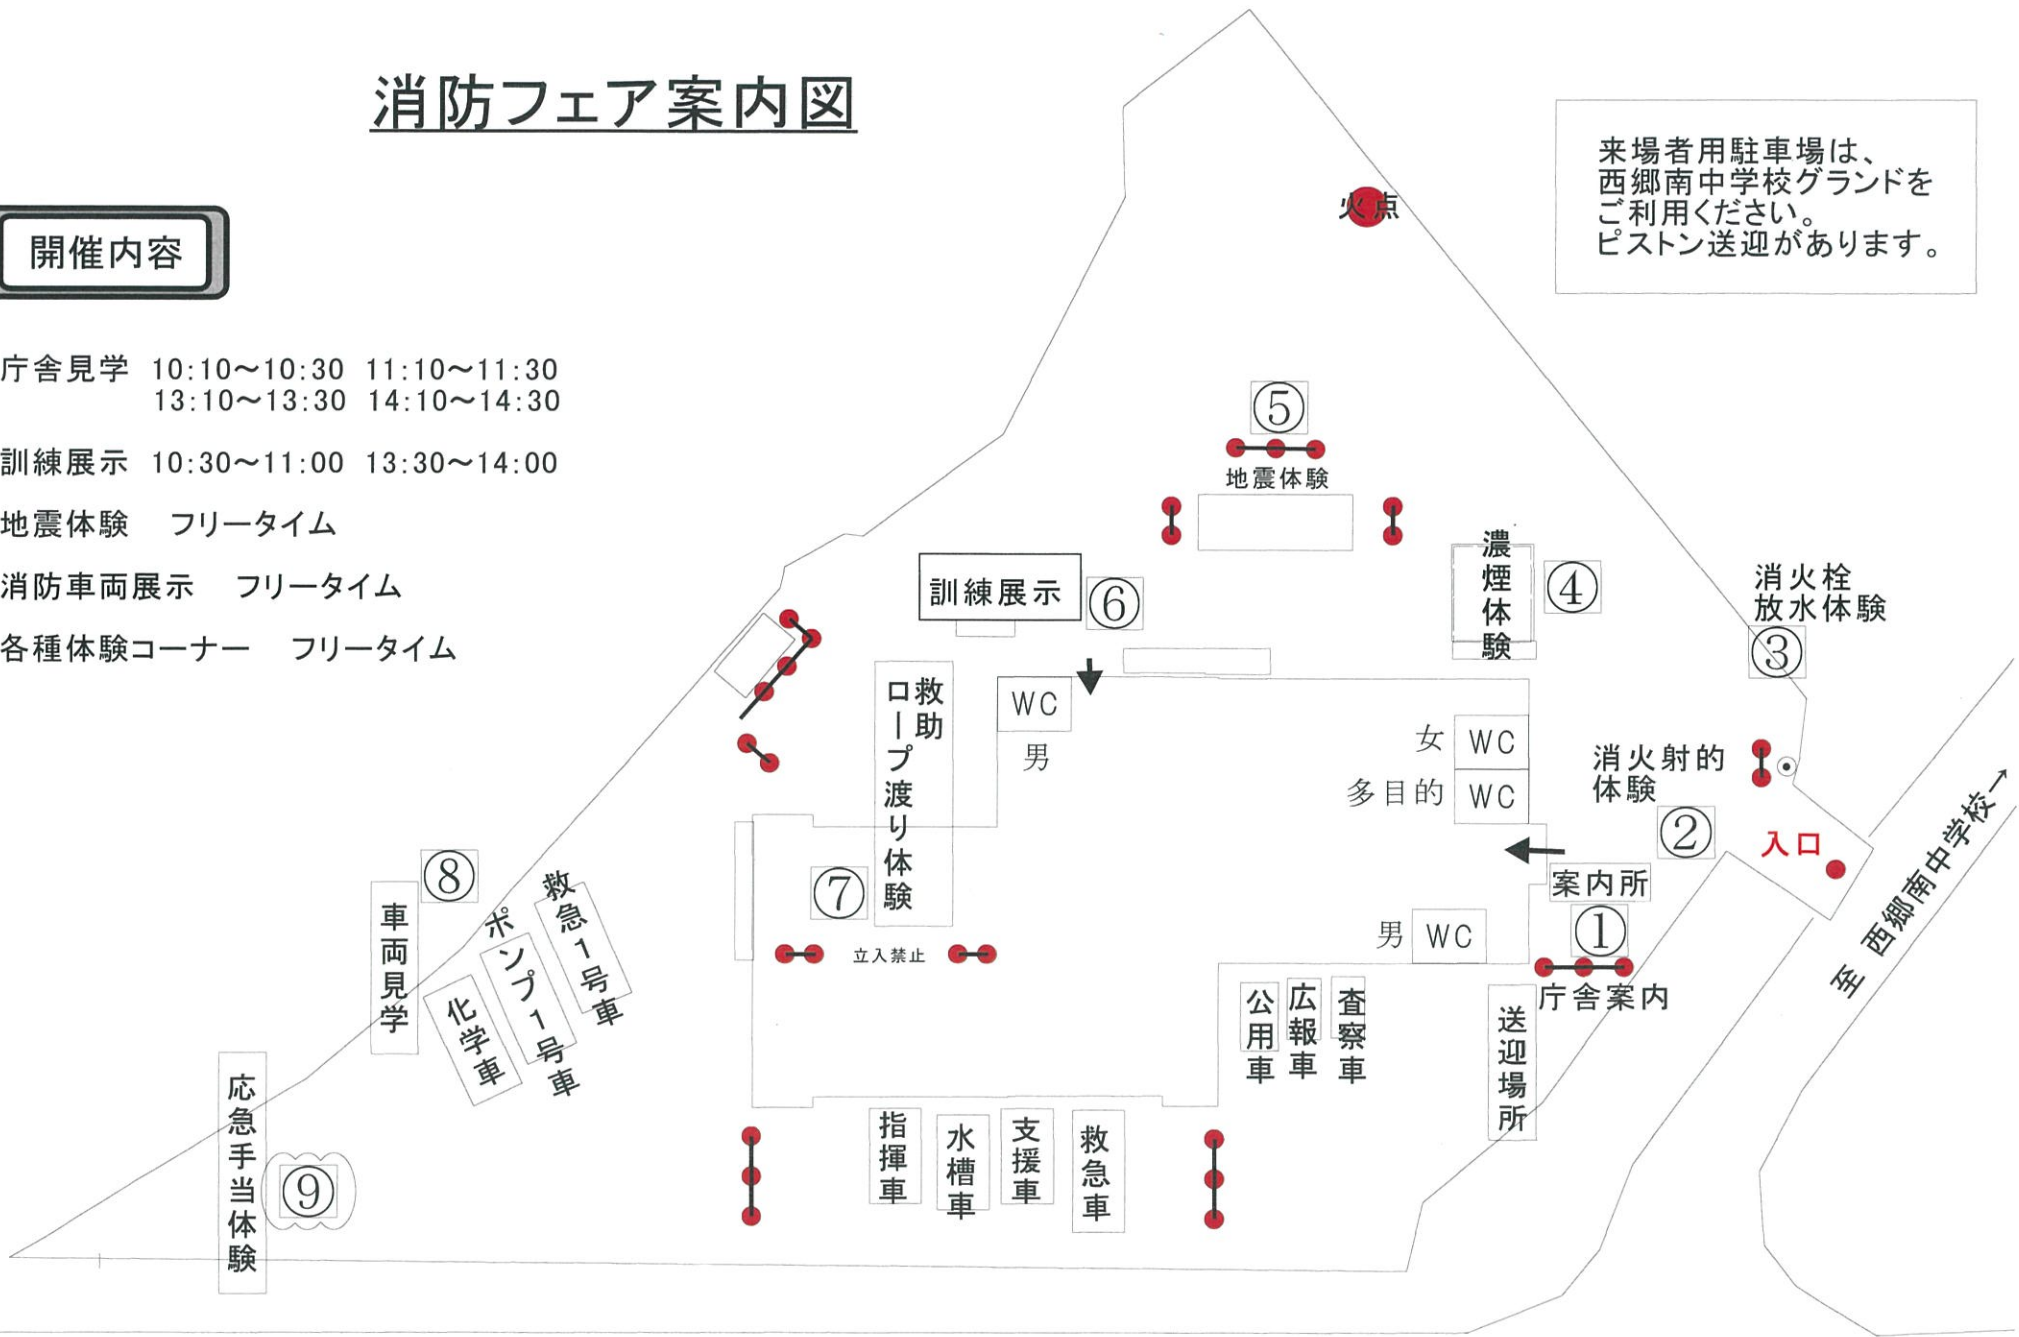 消防フェア案内図
来場者用駐車場は、
西郷南中学校グランドを
ご利用ください。
ピストン送迎があります。
開催内容
庁舎見学 10:10～10:30 11:10～11:30
13:10～13:30 14:10～14:30
訓練展示 10:30～11:00 13:30～14:00
地震体験 フリータイム
消防車両展示 フリータイム
各種体験コーナー フリータイム
火点
⑤
地震体験
濃煙体験
④
消火栓
放水体験
③
訓練展示
⑥
救助
ロープ渡り体験
⑦
立入禁止
WC
男
女
WC
多目的
WC
男
WC
消火射的
体験
②
入口
案内所
①
庁舎案内
至 西郷南中学校→
送迎場所
公用車
広報車
査察車
⑧
車両見学
化学車
ポンプ1号車
救急1号車
指揮車
水槽車
支援車
救急車
応急手当体験
⑨